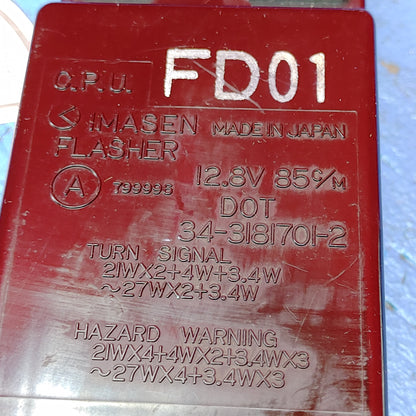 FD01
C.P.U.
IMASEN MADE IN JAPAN
FLASHER
A 799996 12.8V 85c/M
DOT
34-3181701-2
TURN SIGNAL
21WX2+4W+3.4W
~27WX2+3.4W
HAZARD WARNING
21WX4+4WX2+3.4WX3
~27WX4+3.4WX3